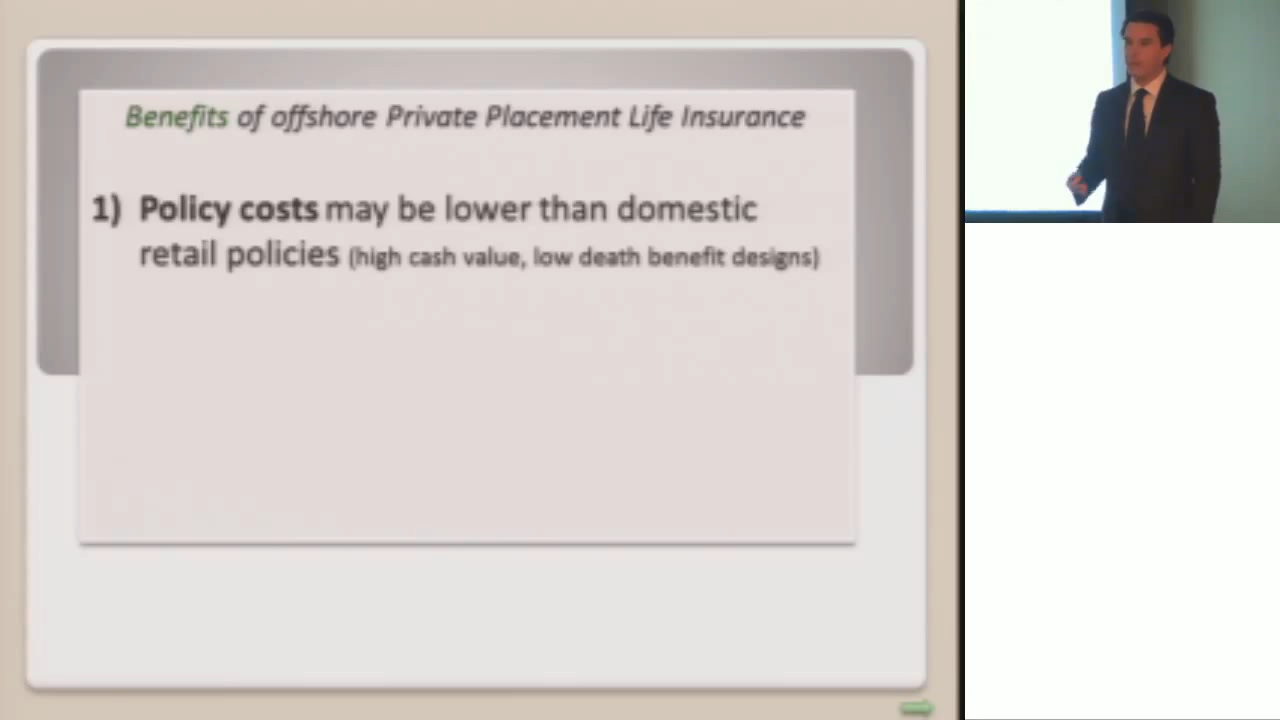 Benefits of offshore Private Placement Life Insurance
1) Policy costs may be lower than domestic
retail policies (high cash value, low death benefit designs)